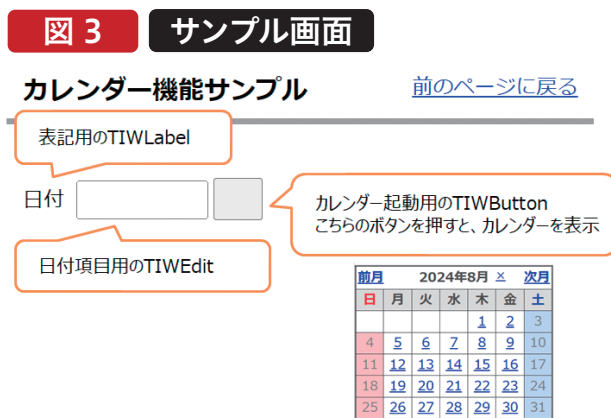 図 3 サンプル画面
カレンダー機能サンプル 前のページに戻る
表記用のTIWLabel
日付
カレンダー起動用のTIWButton
こちらのボタンを押すと、カレンダーを表示
日付項目用のTIWEdit
前月 2024年8月 × 次月
日 月 火 水 木 金 土
1 2 3
4 5 6 7 8 9 10
11 12 13 14 15 16 17
18 19 20 21 22 23 24
25 26 27 28 29 30 31